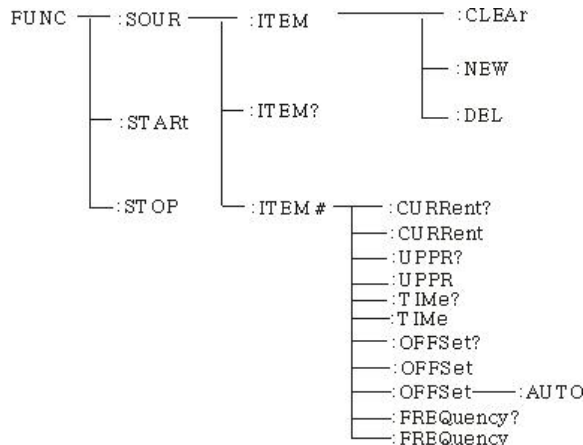 FUNC :SOUR :ITEM :CLEAr
:NEW
:STARt :ITEM? :DEL
:STOP :ITEM# :CURRent?
:CURRent
:UPPR?
:UPPR
:TIMe?
:TIMe
:OFFSet?
:OFFSet
:OFFSet :AUTO
:FREQuency?
:FREQuency